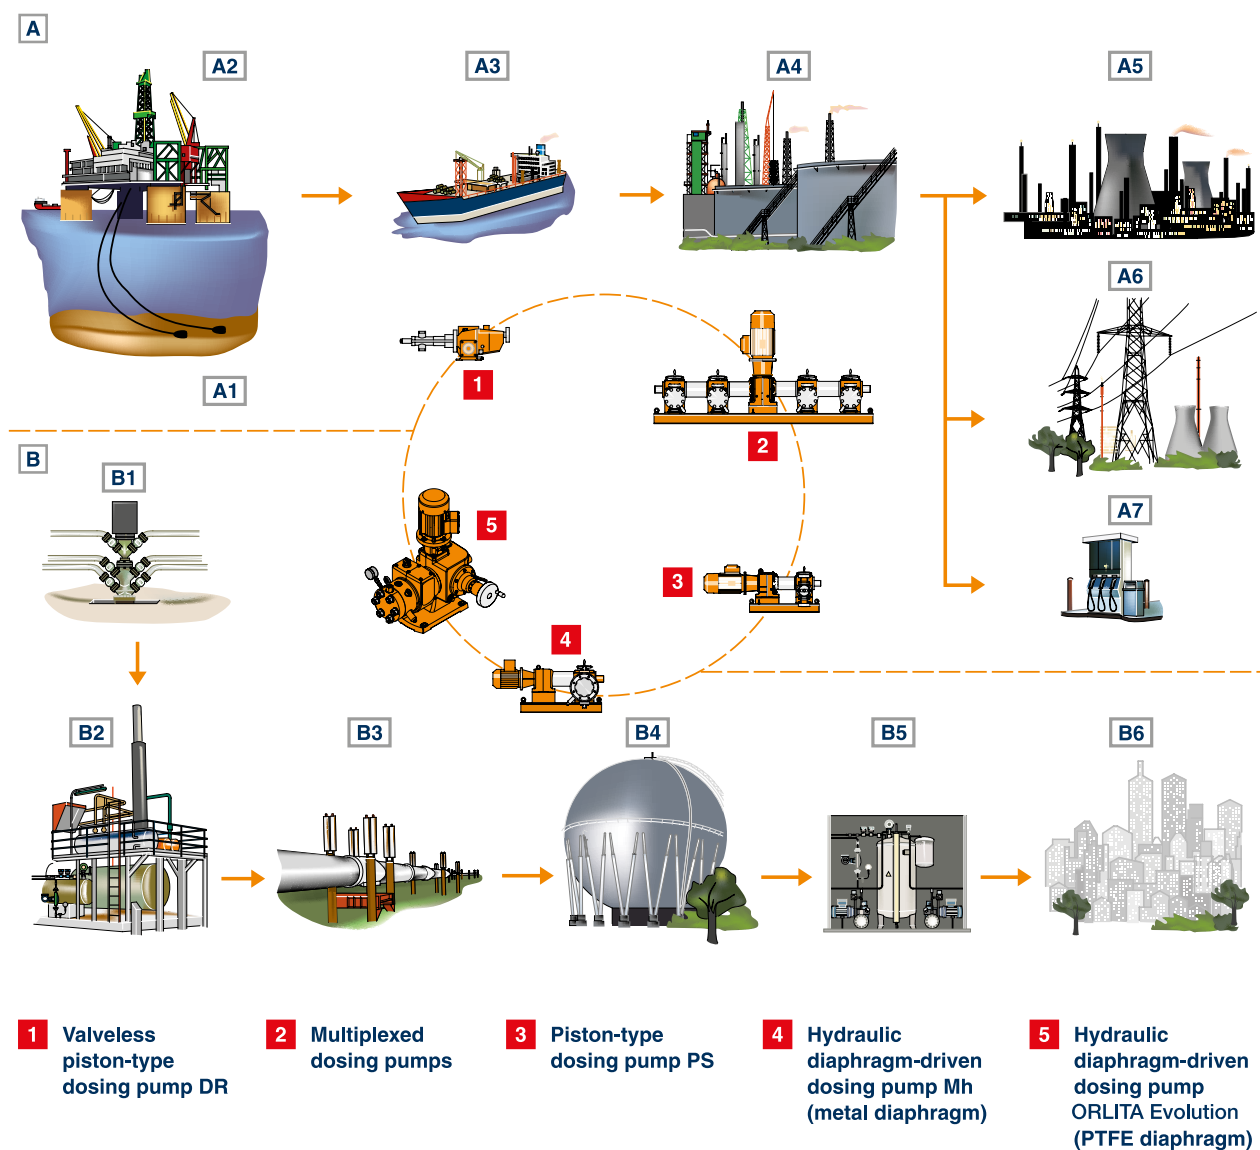 A
A2
A3
A4
A5
A6
1
A1
2
B
B1
5
A7
3
4
B2
B3
B4
B5
B6
1 Valveless
piston-type
dosing pump DR
2 Multiplexed
dosing pumps
3 Piston-type
dosing pump PS
4 Hydraulic
diaphragm-driven
dosing pump Mh
(metal diaphragm)
5 Hydraulic
diaphragm-driven
dosing pump
ORLITA Evolution
(PTFE diaphragm)